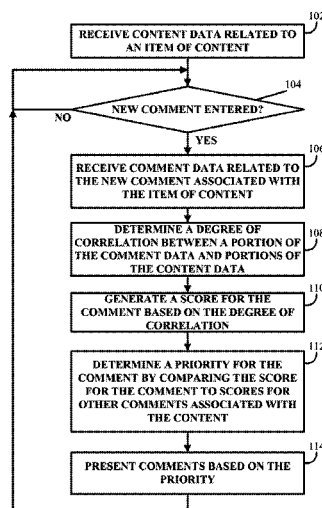 102
RECEIVE CONTENT DATA RELATED TO
AN ITEM OF CONTENT
104
NEW COMMENT ENTERED?
NO
YES
106
RECEIVE COMMENT DATA RELATED TO
THE NEW COMMENT ASSOCIATED WITH
THE ITEM OF CONTENT
108
DETERMINE A DEGREE OF
CORRELATION BETWEEN A PORTION OF
THE COMMENT DATA AND PORTIONS OF
THE CONTENT DATA
110
GENERATE A SCORE FOR THE
COMMENT BASED ON THE DEGREE OF
CORRELATION
112
DETERMINE A PRIORITY FOR THE
COMMENT BY COMPARING THE SCORE
FOR THE COMMENT TO SCORES FOR
OTHER COMMENTS ASSOCIATED WITH
THE CONTENT
114
PRESENT COMMENTS BASED ON THE
PRIORITY